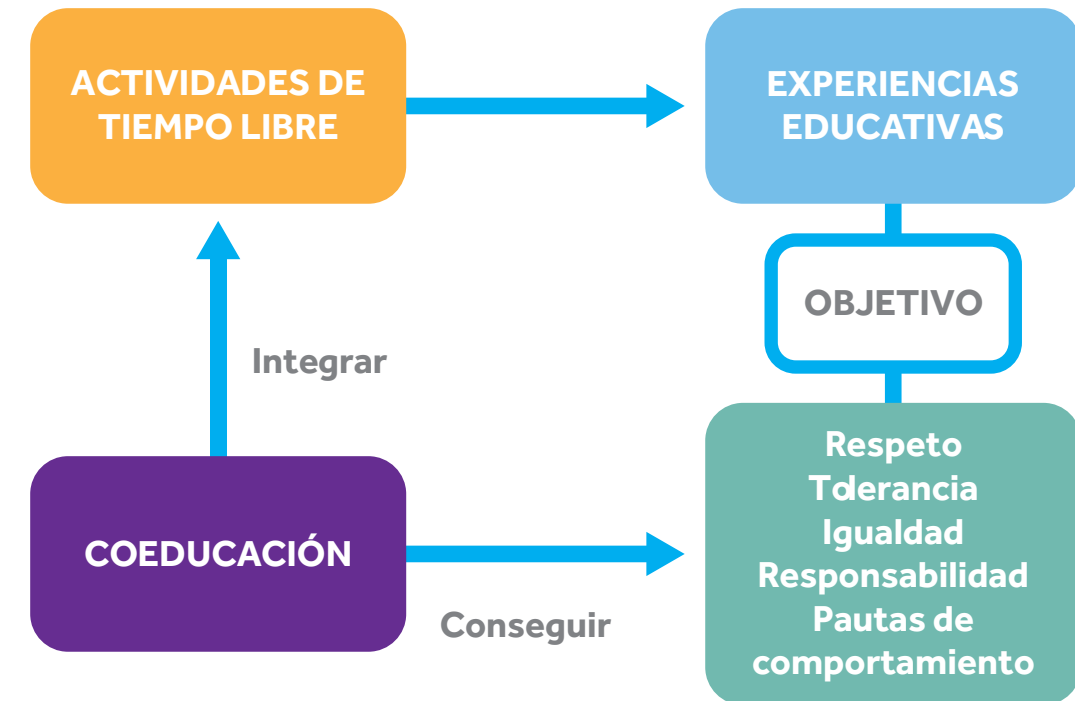 ACTIVIDADES DE
TIEMPO LIBRE
EXPERIENCIAS
EDUCATIVAS
OBJETIVO
Integrar
COEDUCACIÓN
Conseguir
Respeto
Tolerancia
Igualdad
Responsabilidad
Pautas de
comportamiento